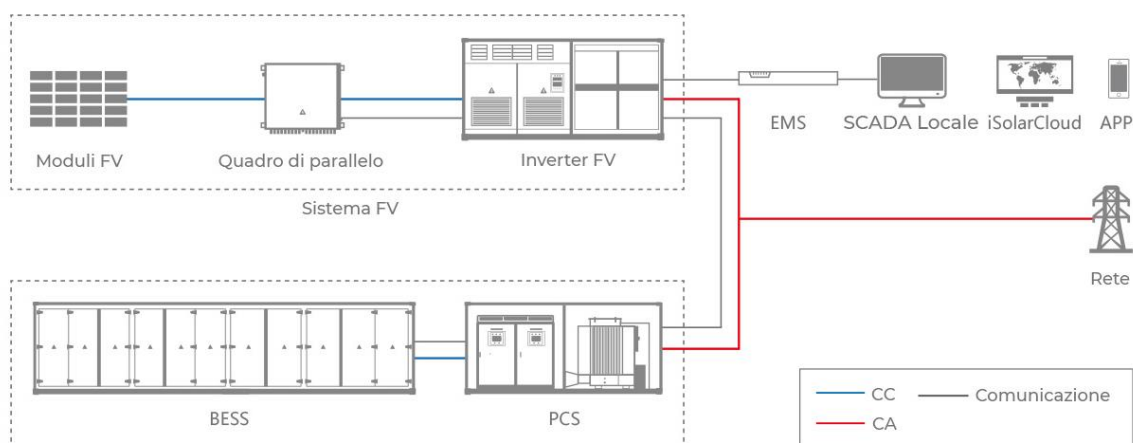 Moduli FV
Quadro di parallelo
Inverter FV
EMS
SCADA Locale
iSolarCloud
APP
Sistema FV
Rete
BESS
PCS
CC
Comunicazione
CA